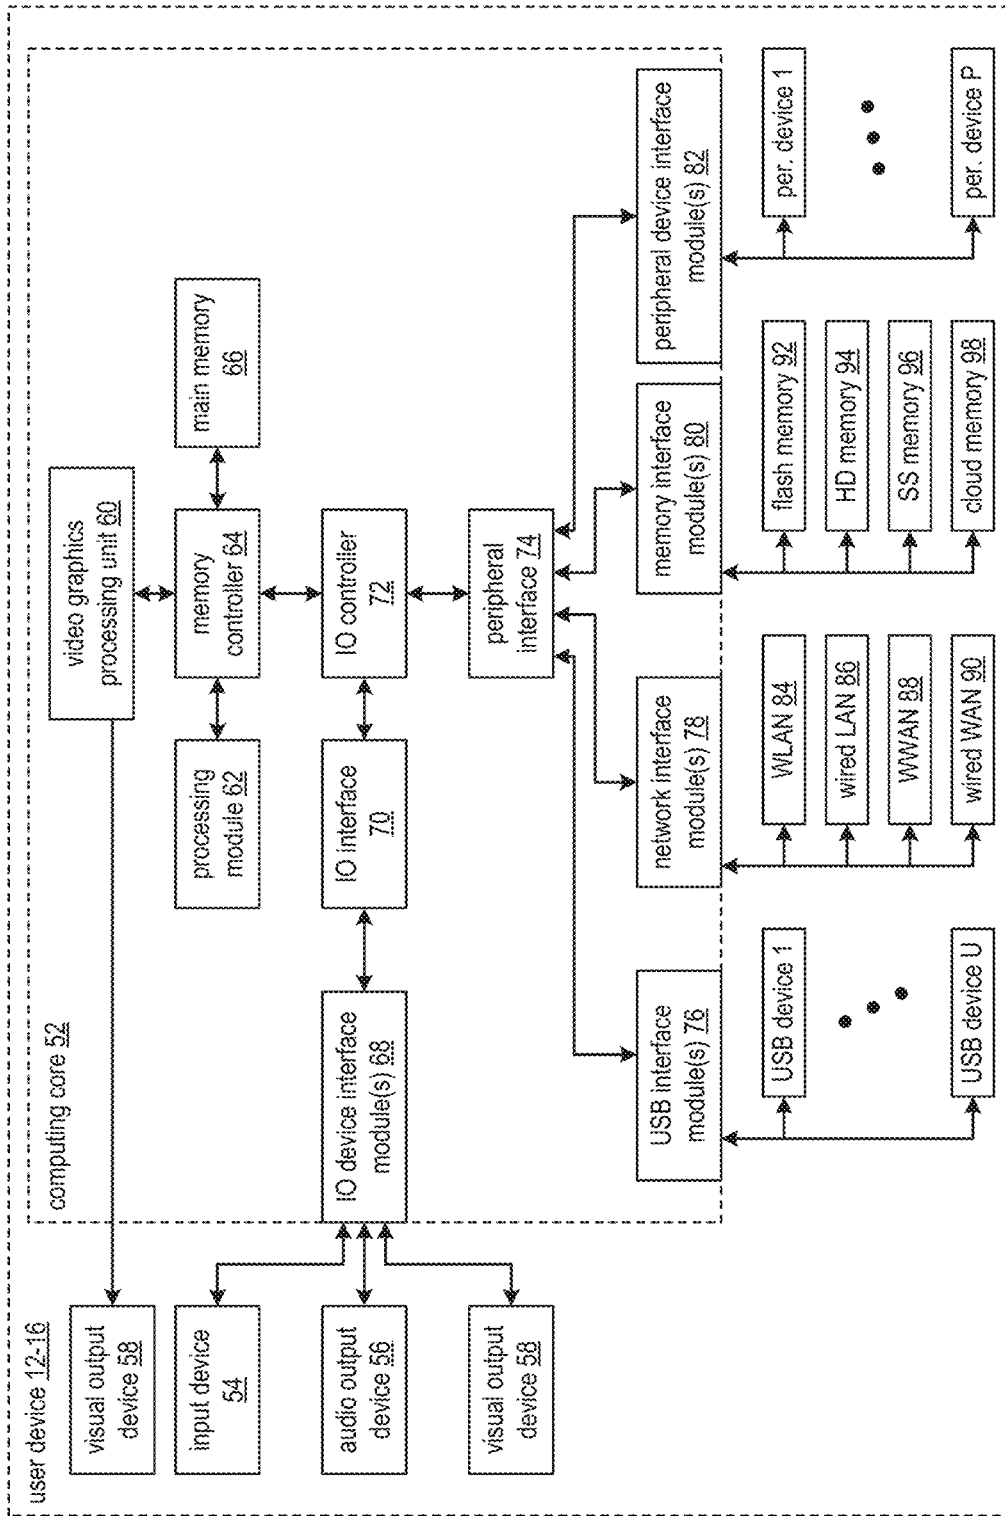 user device 12-16
computing core 52
visual output
device 58
input device
54
audio output
device 56
visual output
device 58
IO device interface
module(s) 68
video graphics
processing unit 60
processing
module 62
memory
controller 64
main memory
66
IO interface
70
IO controller
72
peripheral
interface 74
USB interface
module(s) 76
network interface
module(s) 78
memory interface
module(s) 80
peripheral device interface
module(s) 82
USB device 1
USB device U
WLAN 84
wired LAN 86
WWAN 88
wired WAN 90
flash memory 92
HD memory 94
SS memory 96
cloud memory 98
per. device 1
per. device P